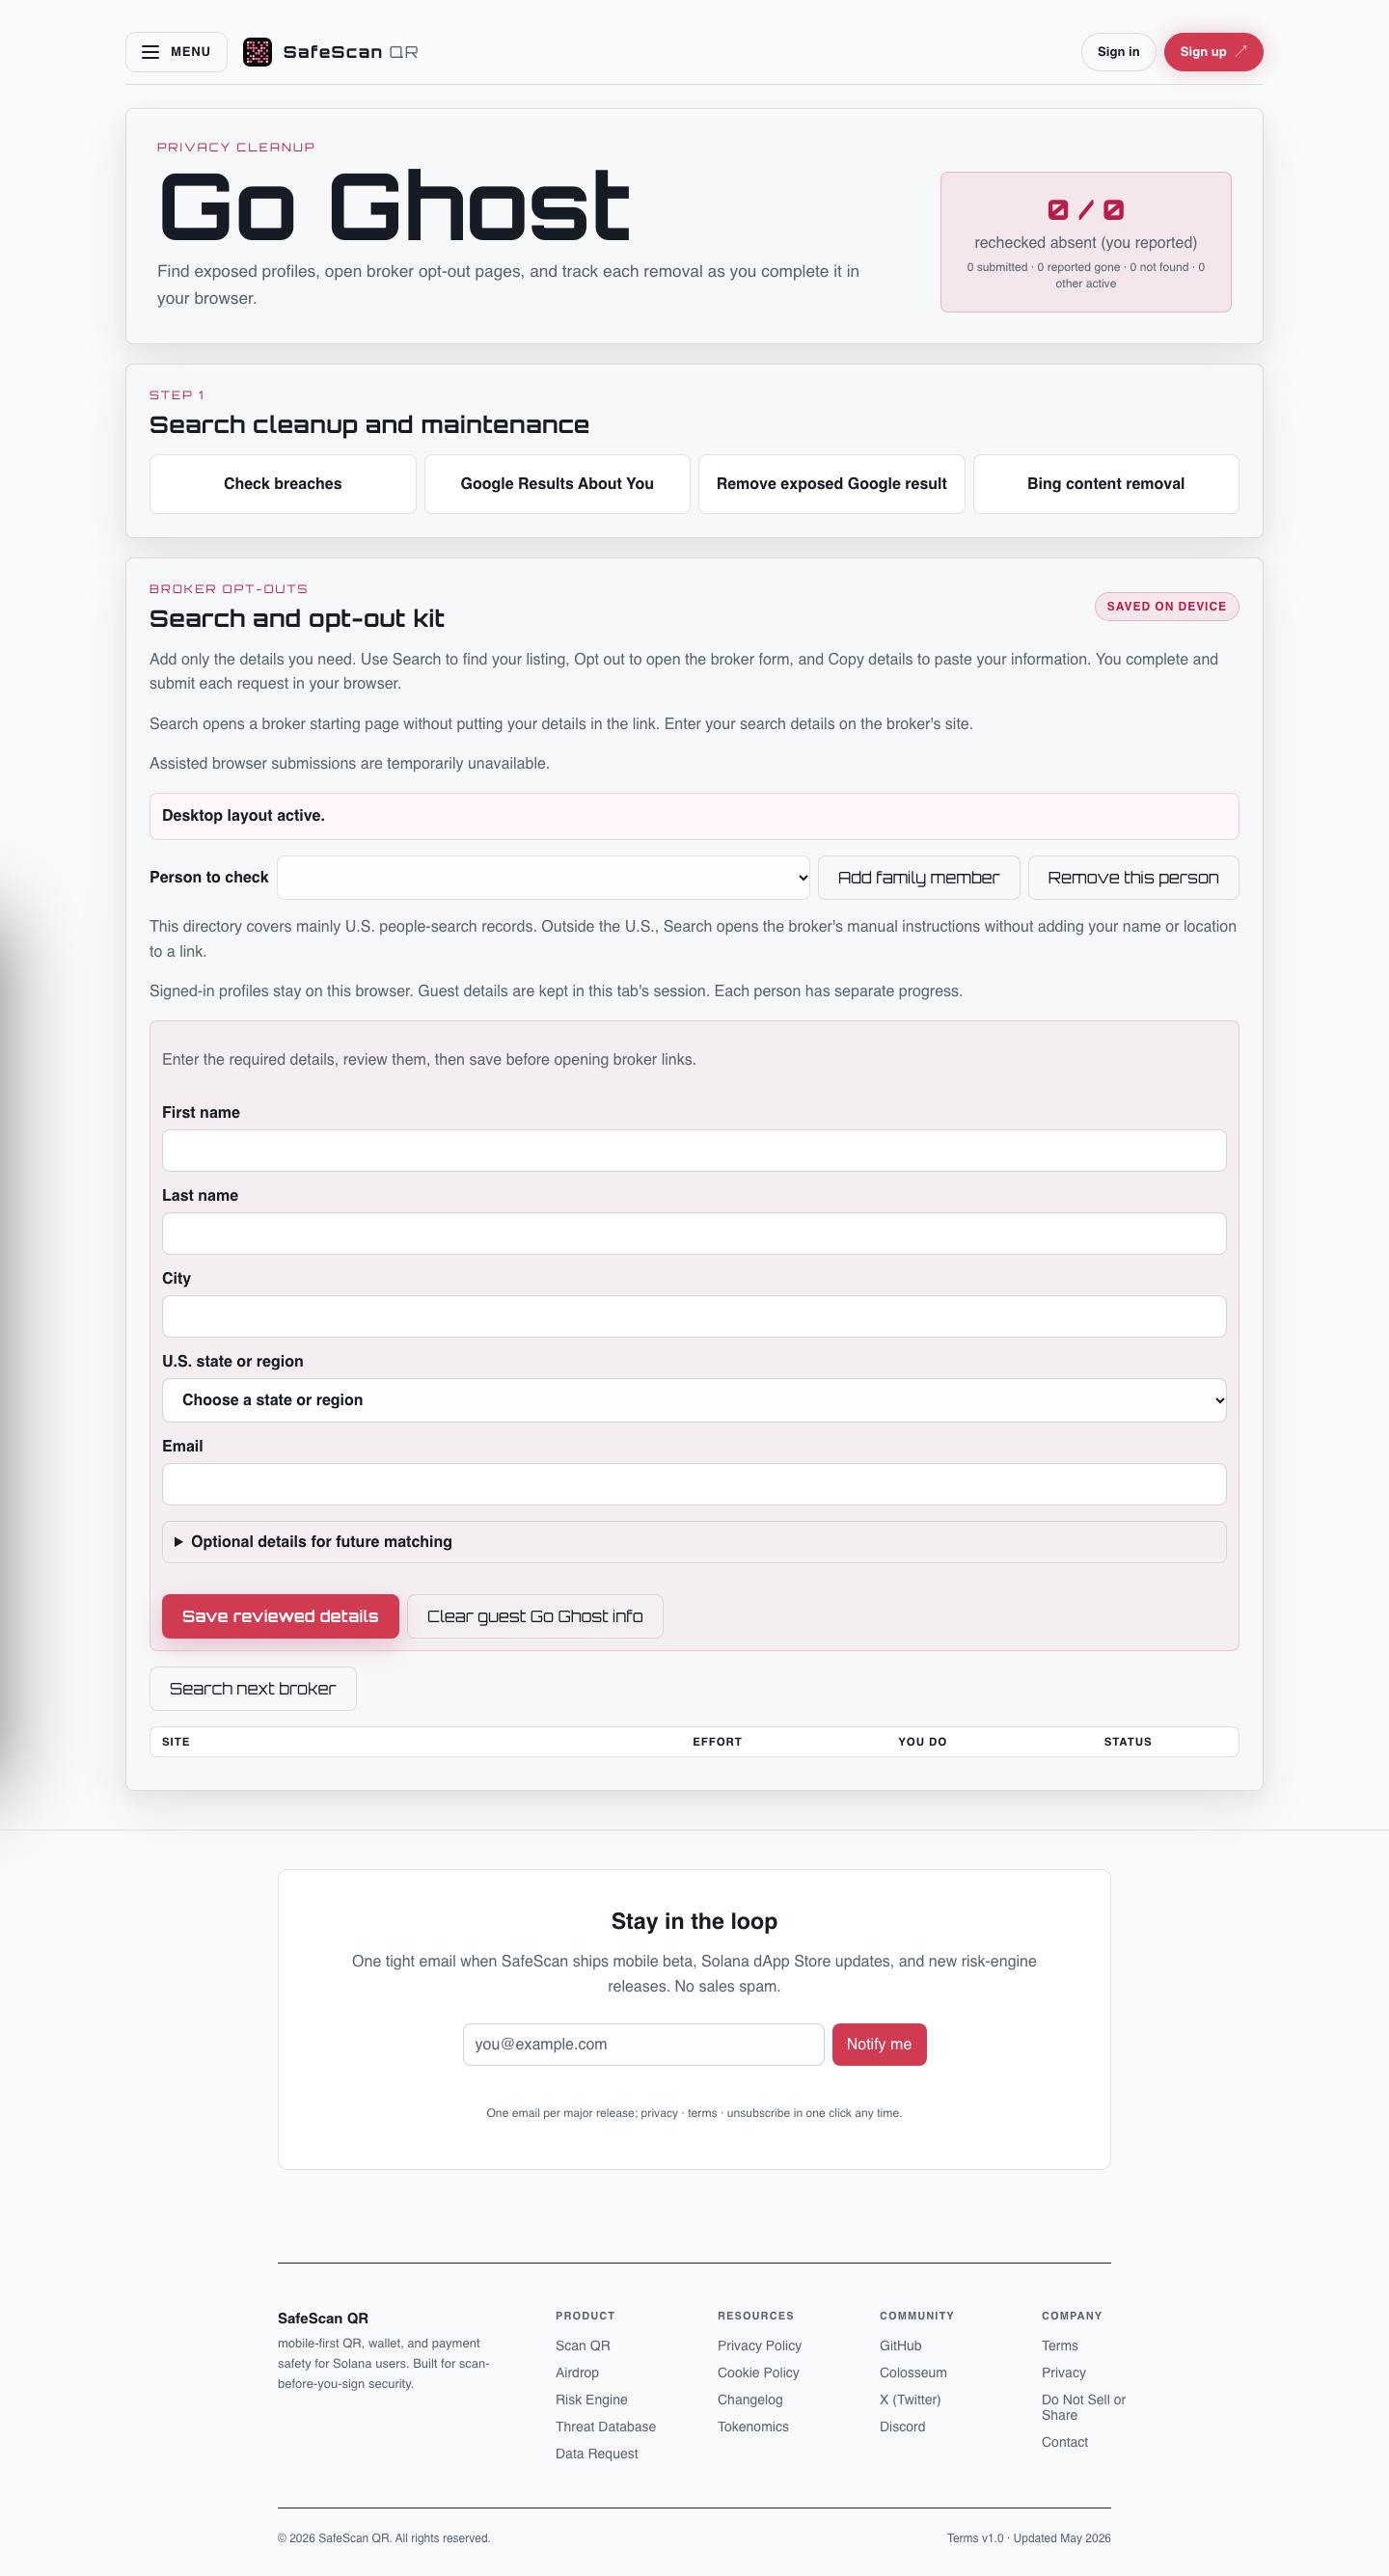 MENU
SafeScan QR
Sign in
Sign up ↗
PRIVACY CLEANUP
Go Ghost
Find exposed profiles, open broker opt-out pages, and track each removal as you complete it in
your browser.
0 / 0
rechecked absent (you reported)
0 submitted · 0 reported gone · 0 not found · 0
other active
STEP 1
Search cleanup and maintenance
Check breaches
Google Results About You
Remove exposed Google result
Bing content removal
BROKER OPT-OUTS
Search and opt-out kit
SAVED ON DEVICE
Add only the details you need. Use Search to find your listing, Opt out to open the broker form, and Copy details to paste your information. You complete and
submit each request in your browser.
Search opens a broker starting page without putting your details in the link. Enter your search details on the broker's site.
Assisted browser submissions are temporarily unavailable.
Desktop layout active.
Person to check
Add family member
Remove this person
This directory covers mainly U.S. people-search records. Outside the U.S., Search opens the broker's manual instructions without adding your name or location
to a link.
Signed-in profiles stay on this browser. Guest details are kept in this tab's session. Each person has separate progress.
Enter the required details, review them, then save before opening broker links.
First name
Last name
City
U.S. state or region
Choose a state or region
Email
Optional details for future matching
Save reviewed details
Clear guest Go Ghost info
Search next broker
SITE
EFFORT
YOU DO
STATUS
Stay in the loop
One tight email when SafeScan ships mobile beta, Solana dApp Store updates, and new risk-engine
releases. No sales spam.
you@example.com
Notify me
One email per major release; privacy · terms · unsubscribe in one click any time.
SafeScan QR
mobile-first QR, wallet, and payment
safety for Solana users. Built for scan-
before-you-sign security.
PRODUCT
Scan QR
Airdrop
Risk Engine
Threat Database
Data Request
RESOURCES
Privacy Policy
Cookie Policy
Changelog
Tokenomics
COMMUNITY
GitHub
Colosseum
X (Twitter)
Discord
COMPANY
Terms
Privacy
Do Not Sell or
Share
Contact
© 2026 SafeScan QR. All rights reserved.
Terms v1.0 · Updated May 2026